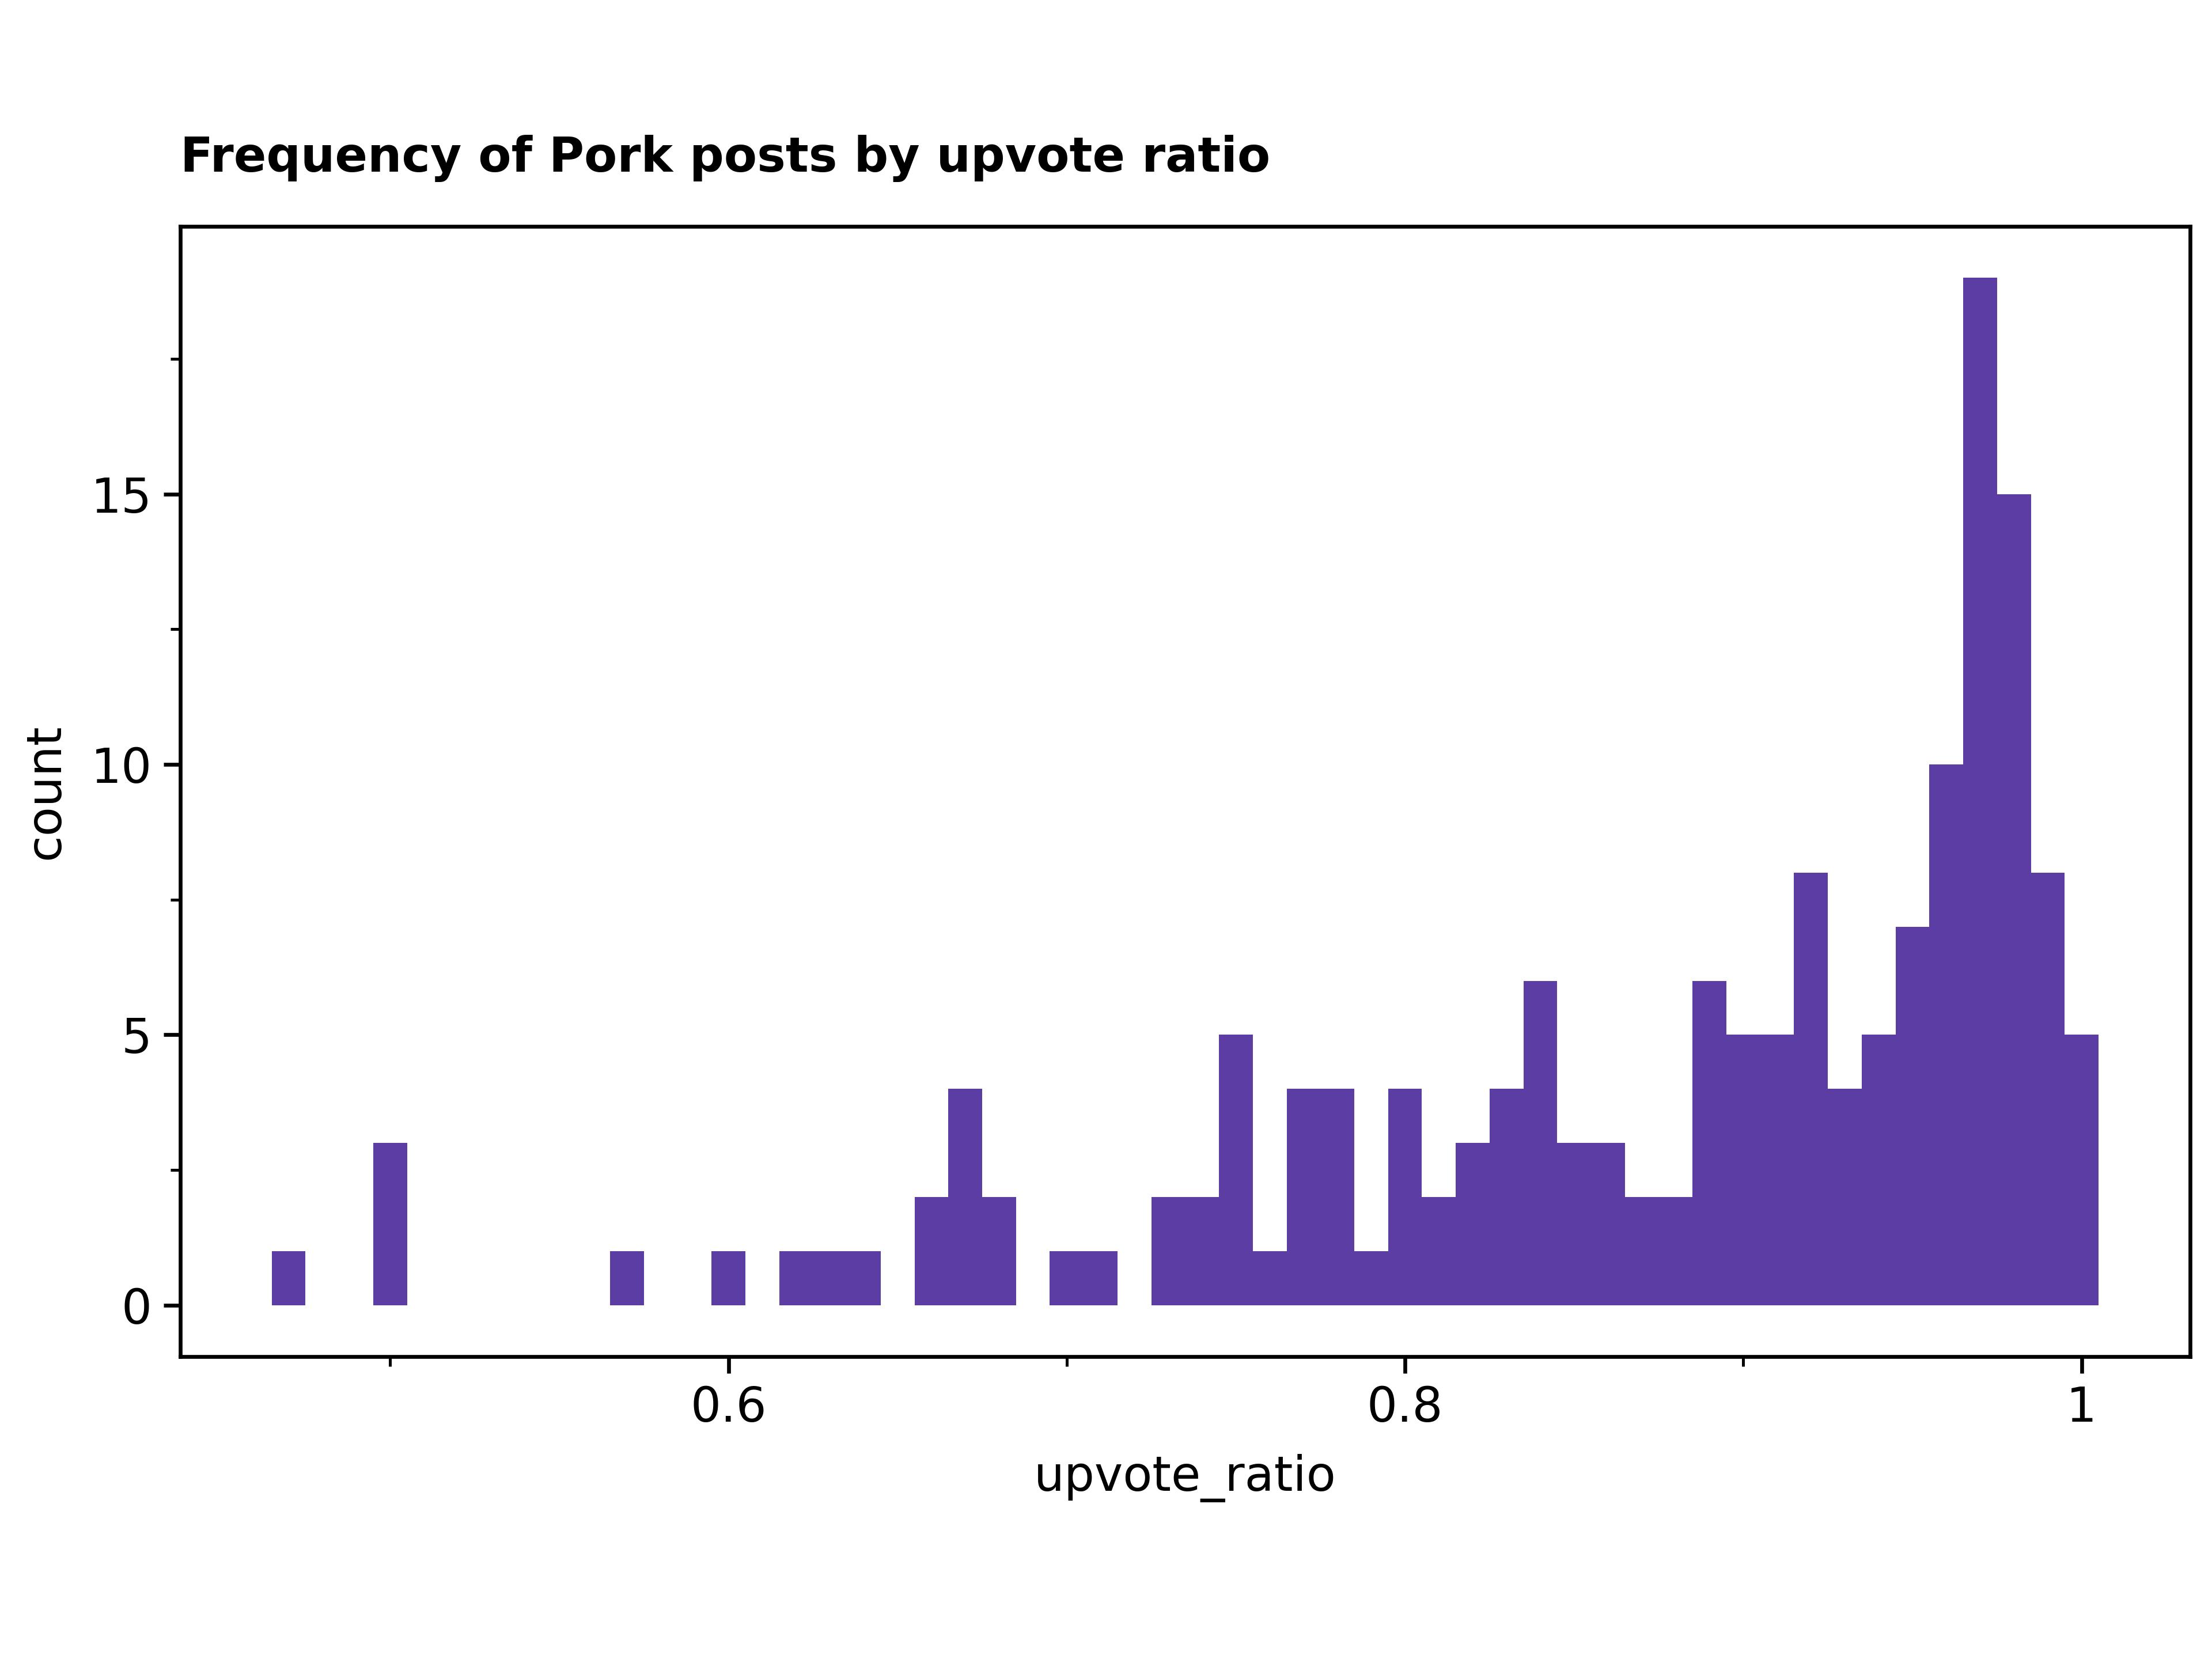 Frequency of Pork posts by upvote ratio
15
10
5
0
count
0.6 0.8 1
upvote_ratio